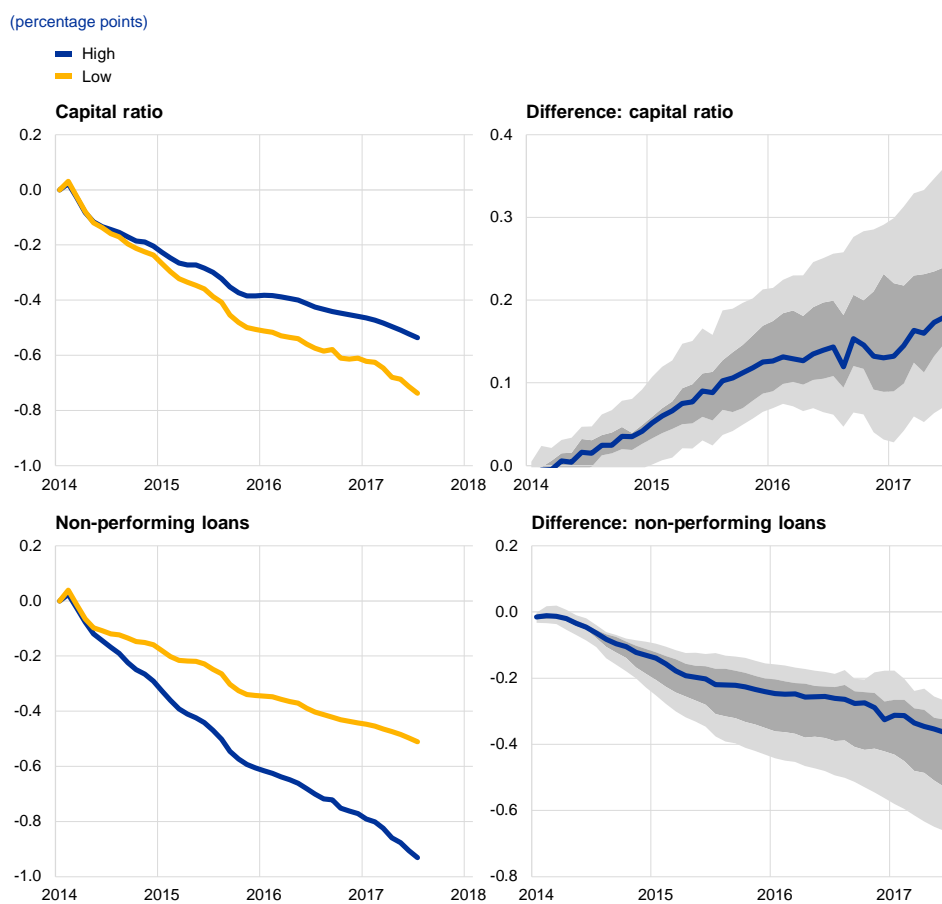 (percentage points)
High
Low
Capital ratio
0.2
0.0
-0.2
-0.4
-0.6
-0.8
-1.0
2014 2015 2016 2017 2018
Difference: capital ratio
0.4
0.3
0.2
0.1
0.0
2014 2015 2016 2017
Non-performing loans
0.2
0.0
-0.2
-0.4
-0.6
-0.8
-1.0
2014 2015 2016 2017 2018
Difference: non-performing loans
0.2
0.0
-0.2
-0.4
-0.6
-0.8
2014 2015 2016 2017